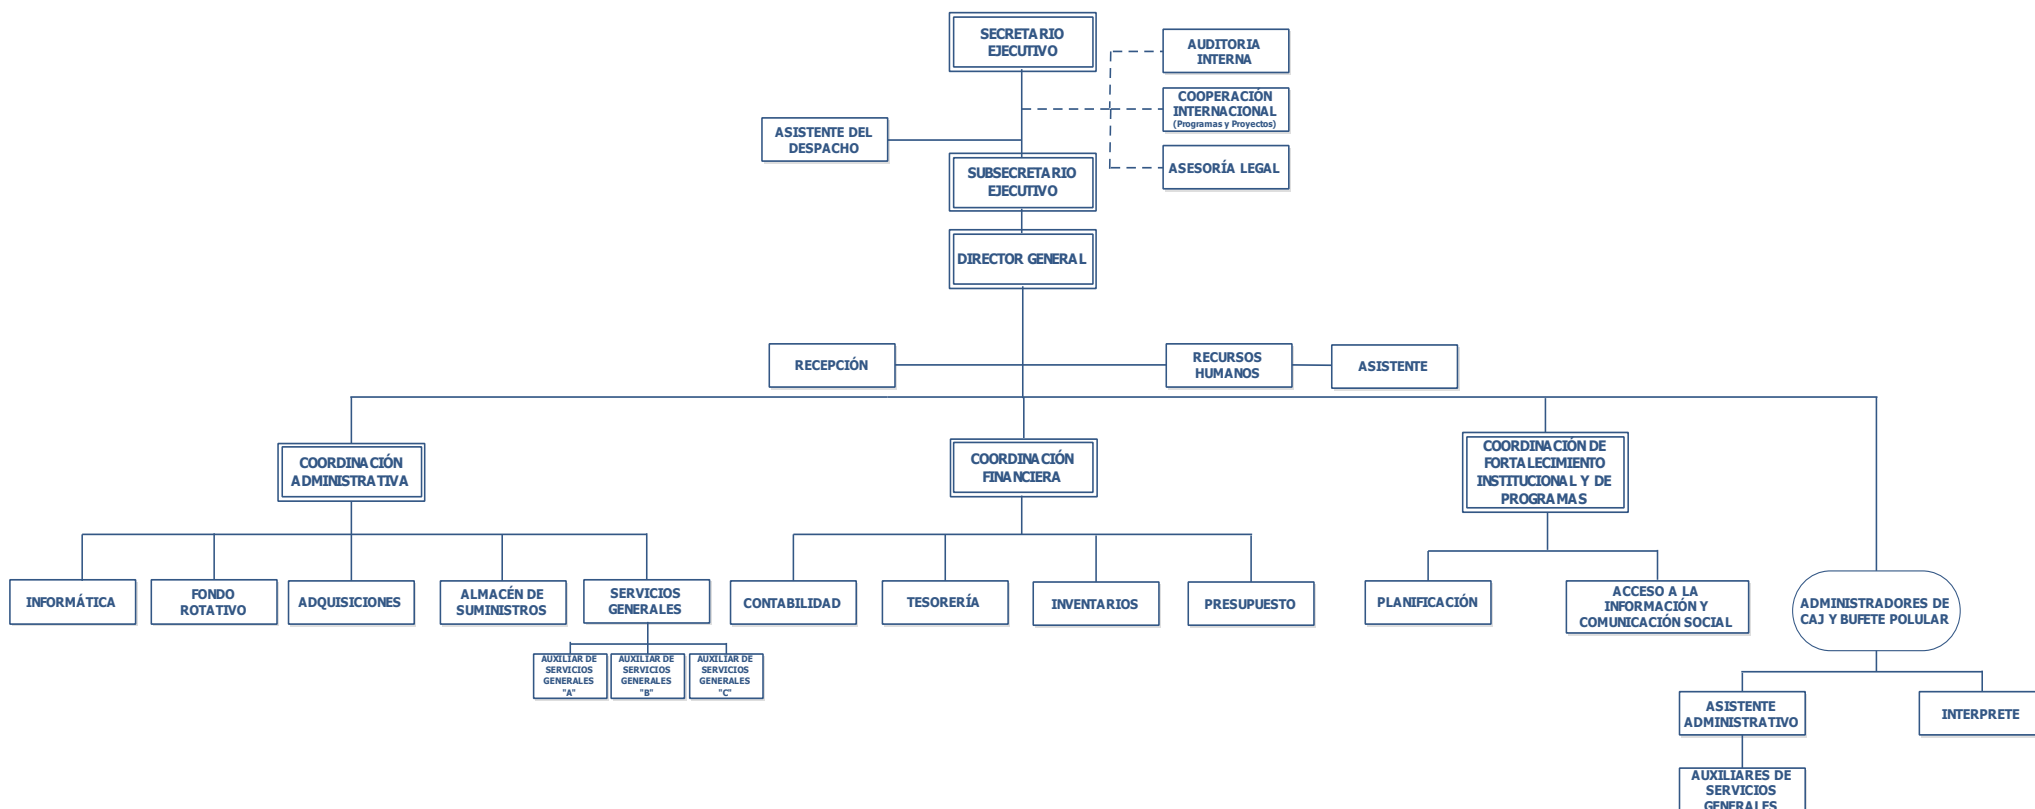 SECRETARIO
EJECUTIVO
AUDITORIA
INTERNA
COOPERACIÓN
INTERNACIONAL
(Programas y Proyectos)
ASISTENTE DEL
DESPACHO
ASESORÍA LEGAL
SUBSECRETARIO
EJECUTIVO
DIRECTOR GENERAL
RECEPCIÓN
RECURSOS
HUMANOS
ASISTENTE
COORDINACIÓN
ADMINISTRATIVA
COORDINACIÓN
FINANCIERA
COORDINACIÓN DE
FORTALECIMIENTO
INSTITUCIONAL Y DE
PROGRAMAS
INFORMÁTICA
FONDO
ROTATIVO
ADQUISICIONES
ALMACÉN DE
SUMINISTROS
SERVICIOS
GENERALES
CONTABILIDAD
TESORERÍA
INVENTARIOS
PRESUPUESTO
PLANIFICACIÓN
ACCESO A LA
INFORMACIÓN Y
COMUNICACIÓN SOCIAL
ADMINISTRADORES DE
CAJ Y BUFETE POLULAR
AUXILIAR DE
SERVICIOS
GENERALES
"A"
AUXILIAR DE
SERVICIOS
GENERALES
"B"
AUXILIAR DE
SERVICIOS
GENERALES
"C"
ASISTENTE
ADMINISTRATIVO
INTERPRETE
AUXILIARES DE
SERVICIOS
GENERALES